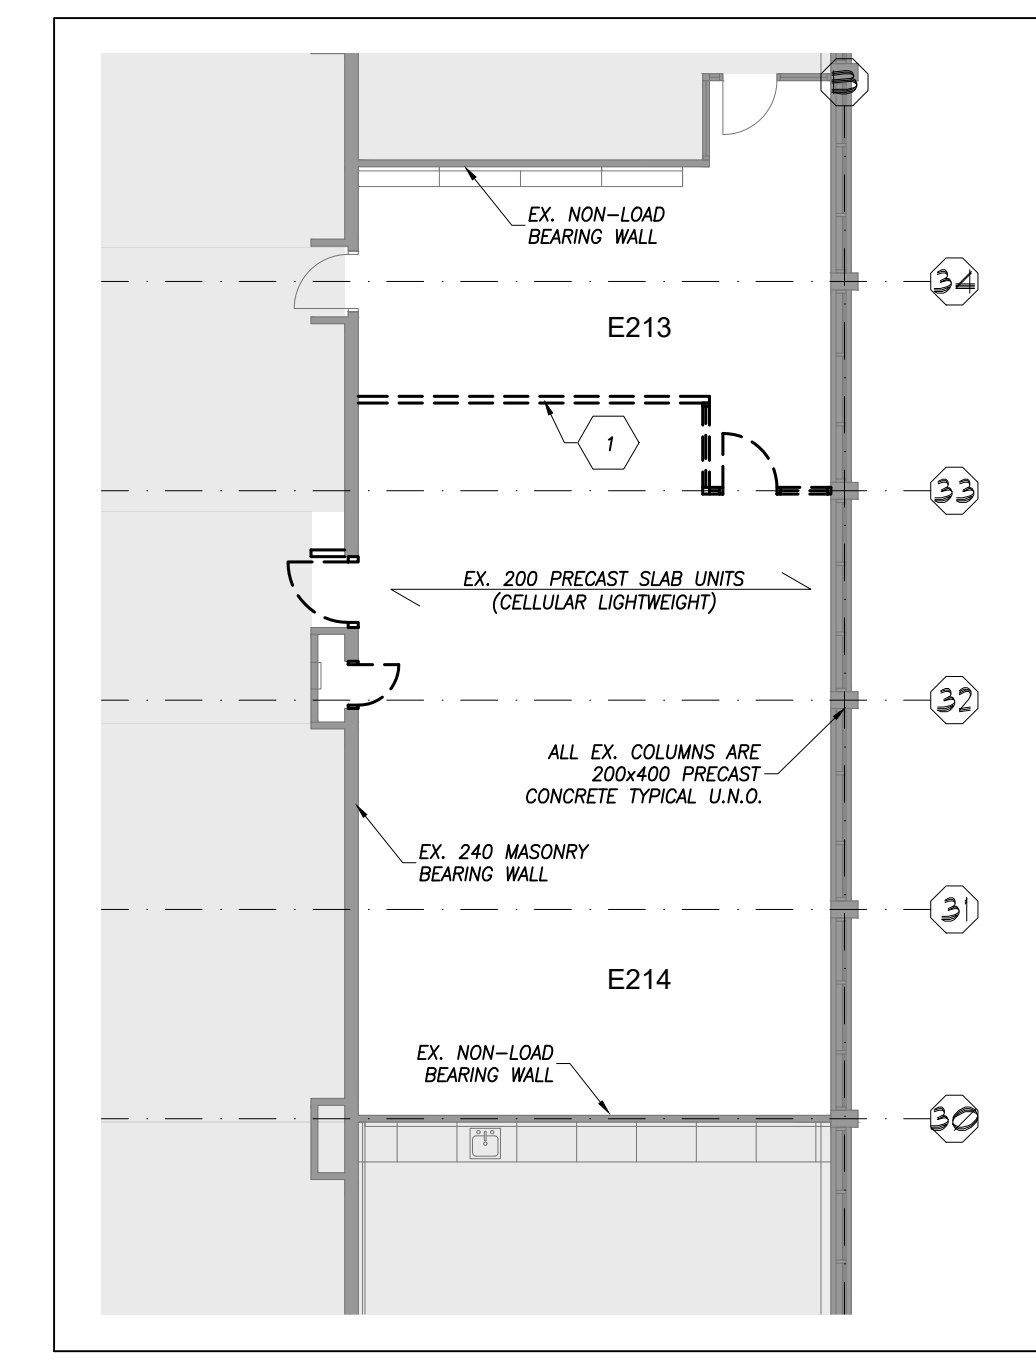 B
EX. NON-LOAD
BEARING WALL
34
E213
1
33
EX. 200 PRECAST SLAB UNITS
(CELLULAR LIGHTWEIGHT)
32
ALL EX. COLUMNS ARE
200x400 PRECAST
CONCRETE TYPICAL U.N.O.
EX. 240 MASONRY
BEARING WALL
31
E214
EX. NON-LOAD
BEARING WALL
30